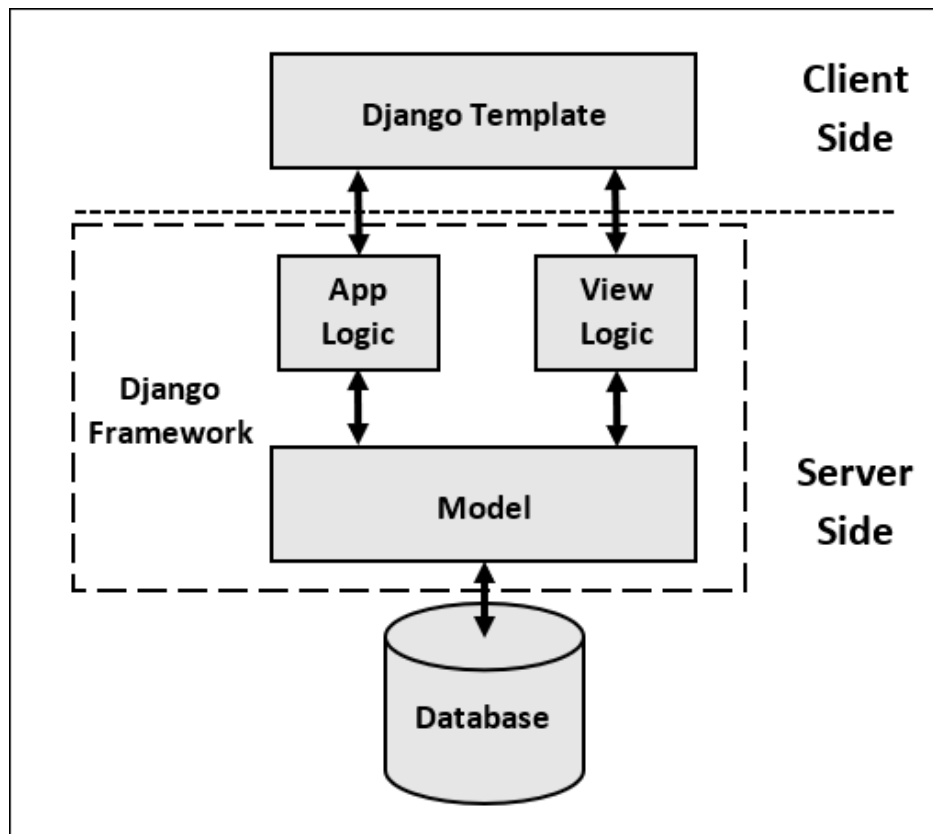 Client
Side
Django Template
App
Logic
View
Logic
Django
Framework
Server
Side
Model
Database